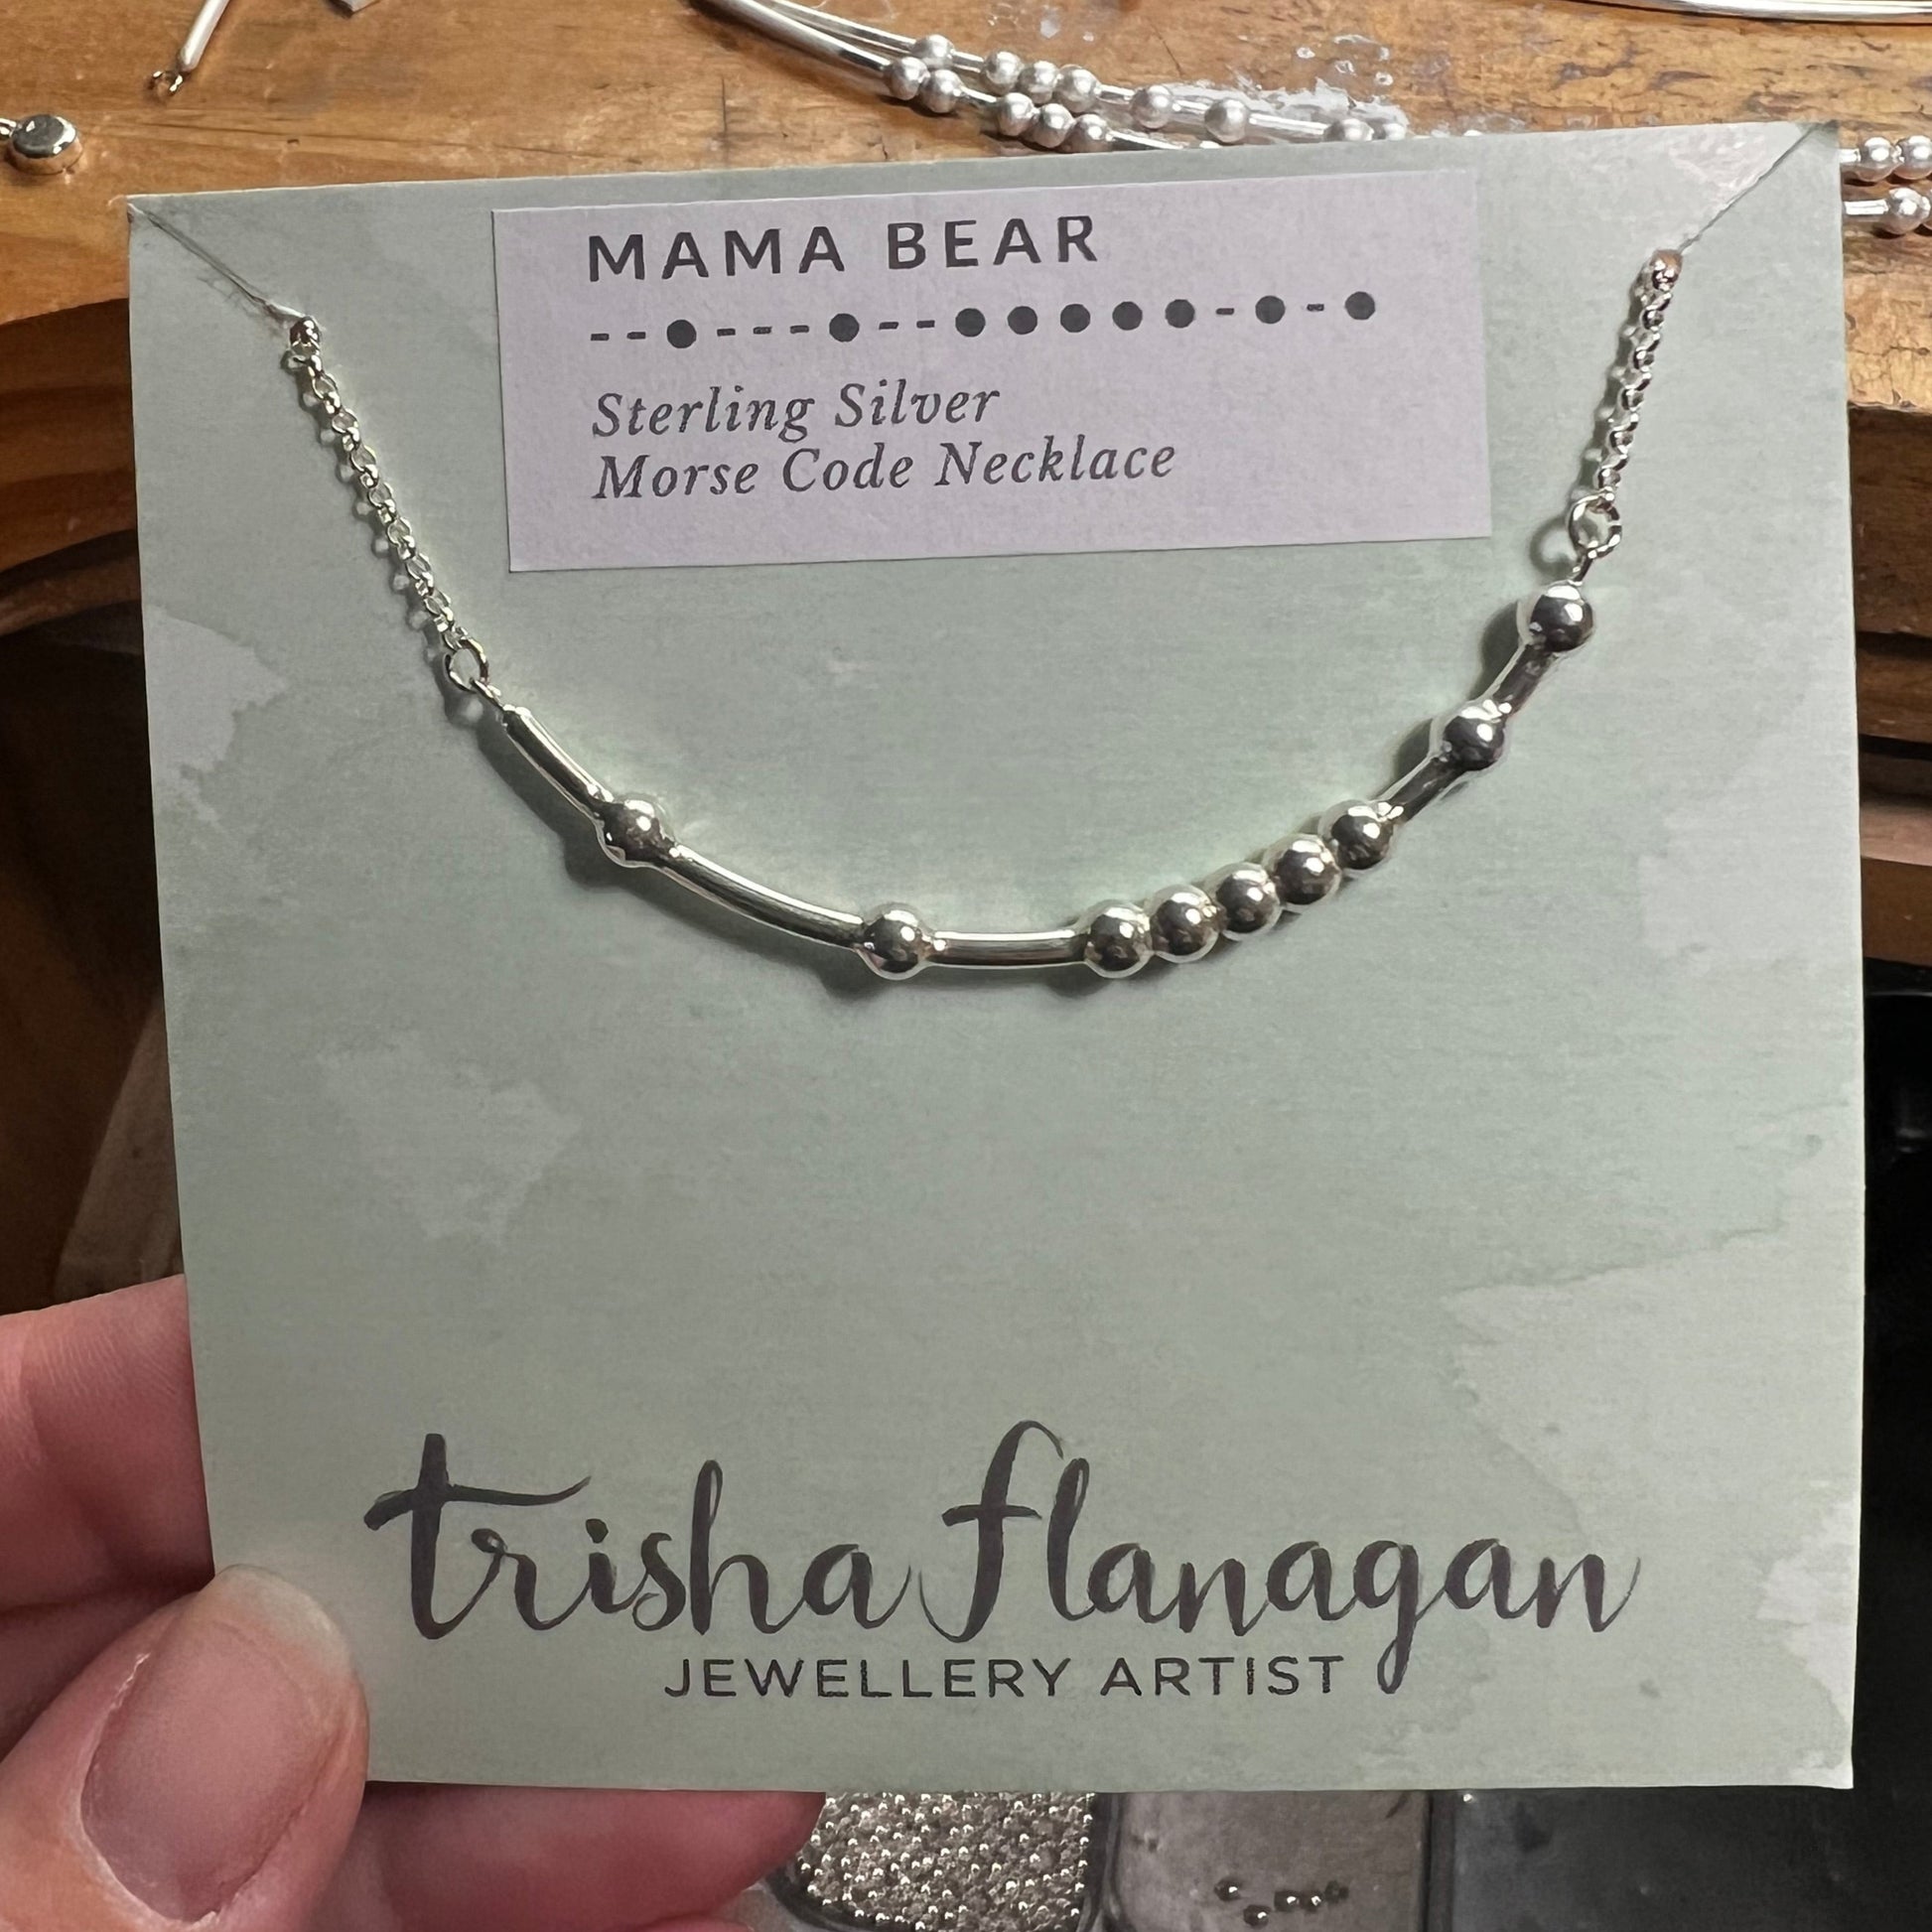 MAMA BEAR
--●---●--●●●●●-●-●
Sterling Silver
Morse Code Necklace
trisha flanagan
JEWELLERY ARTIST